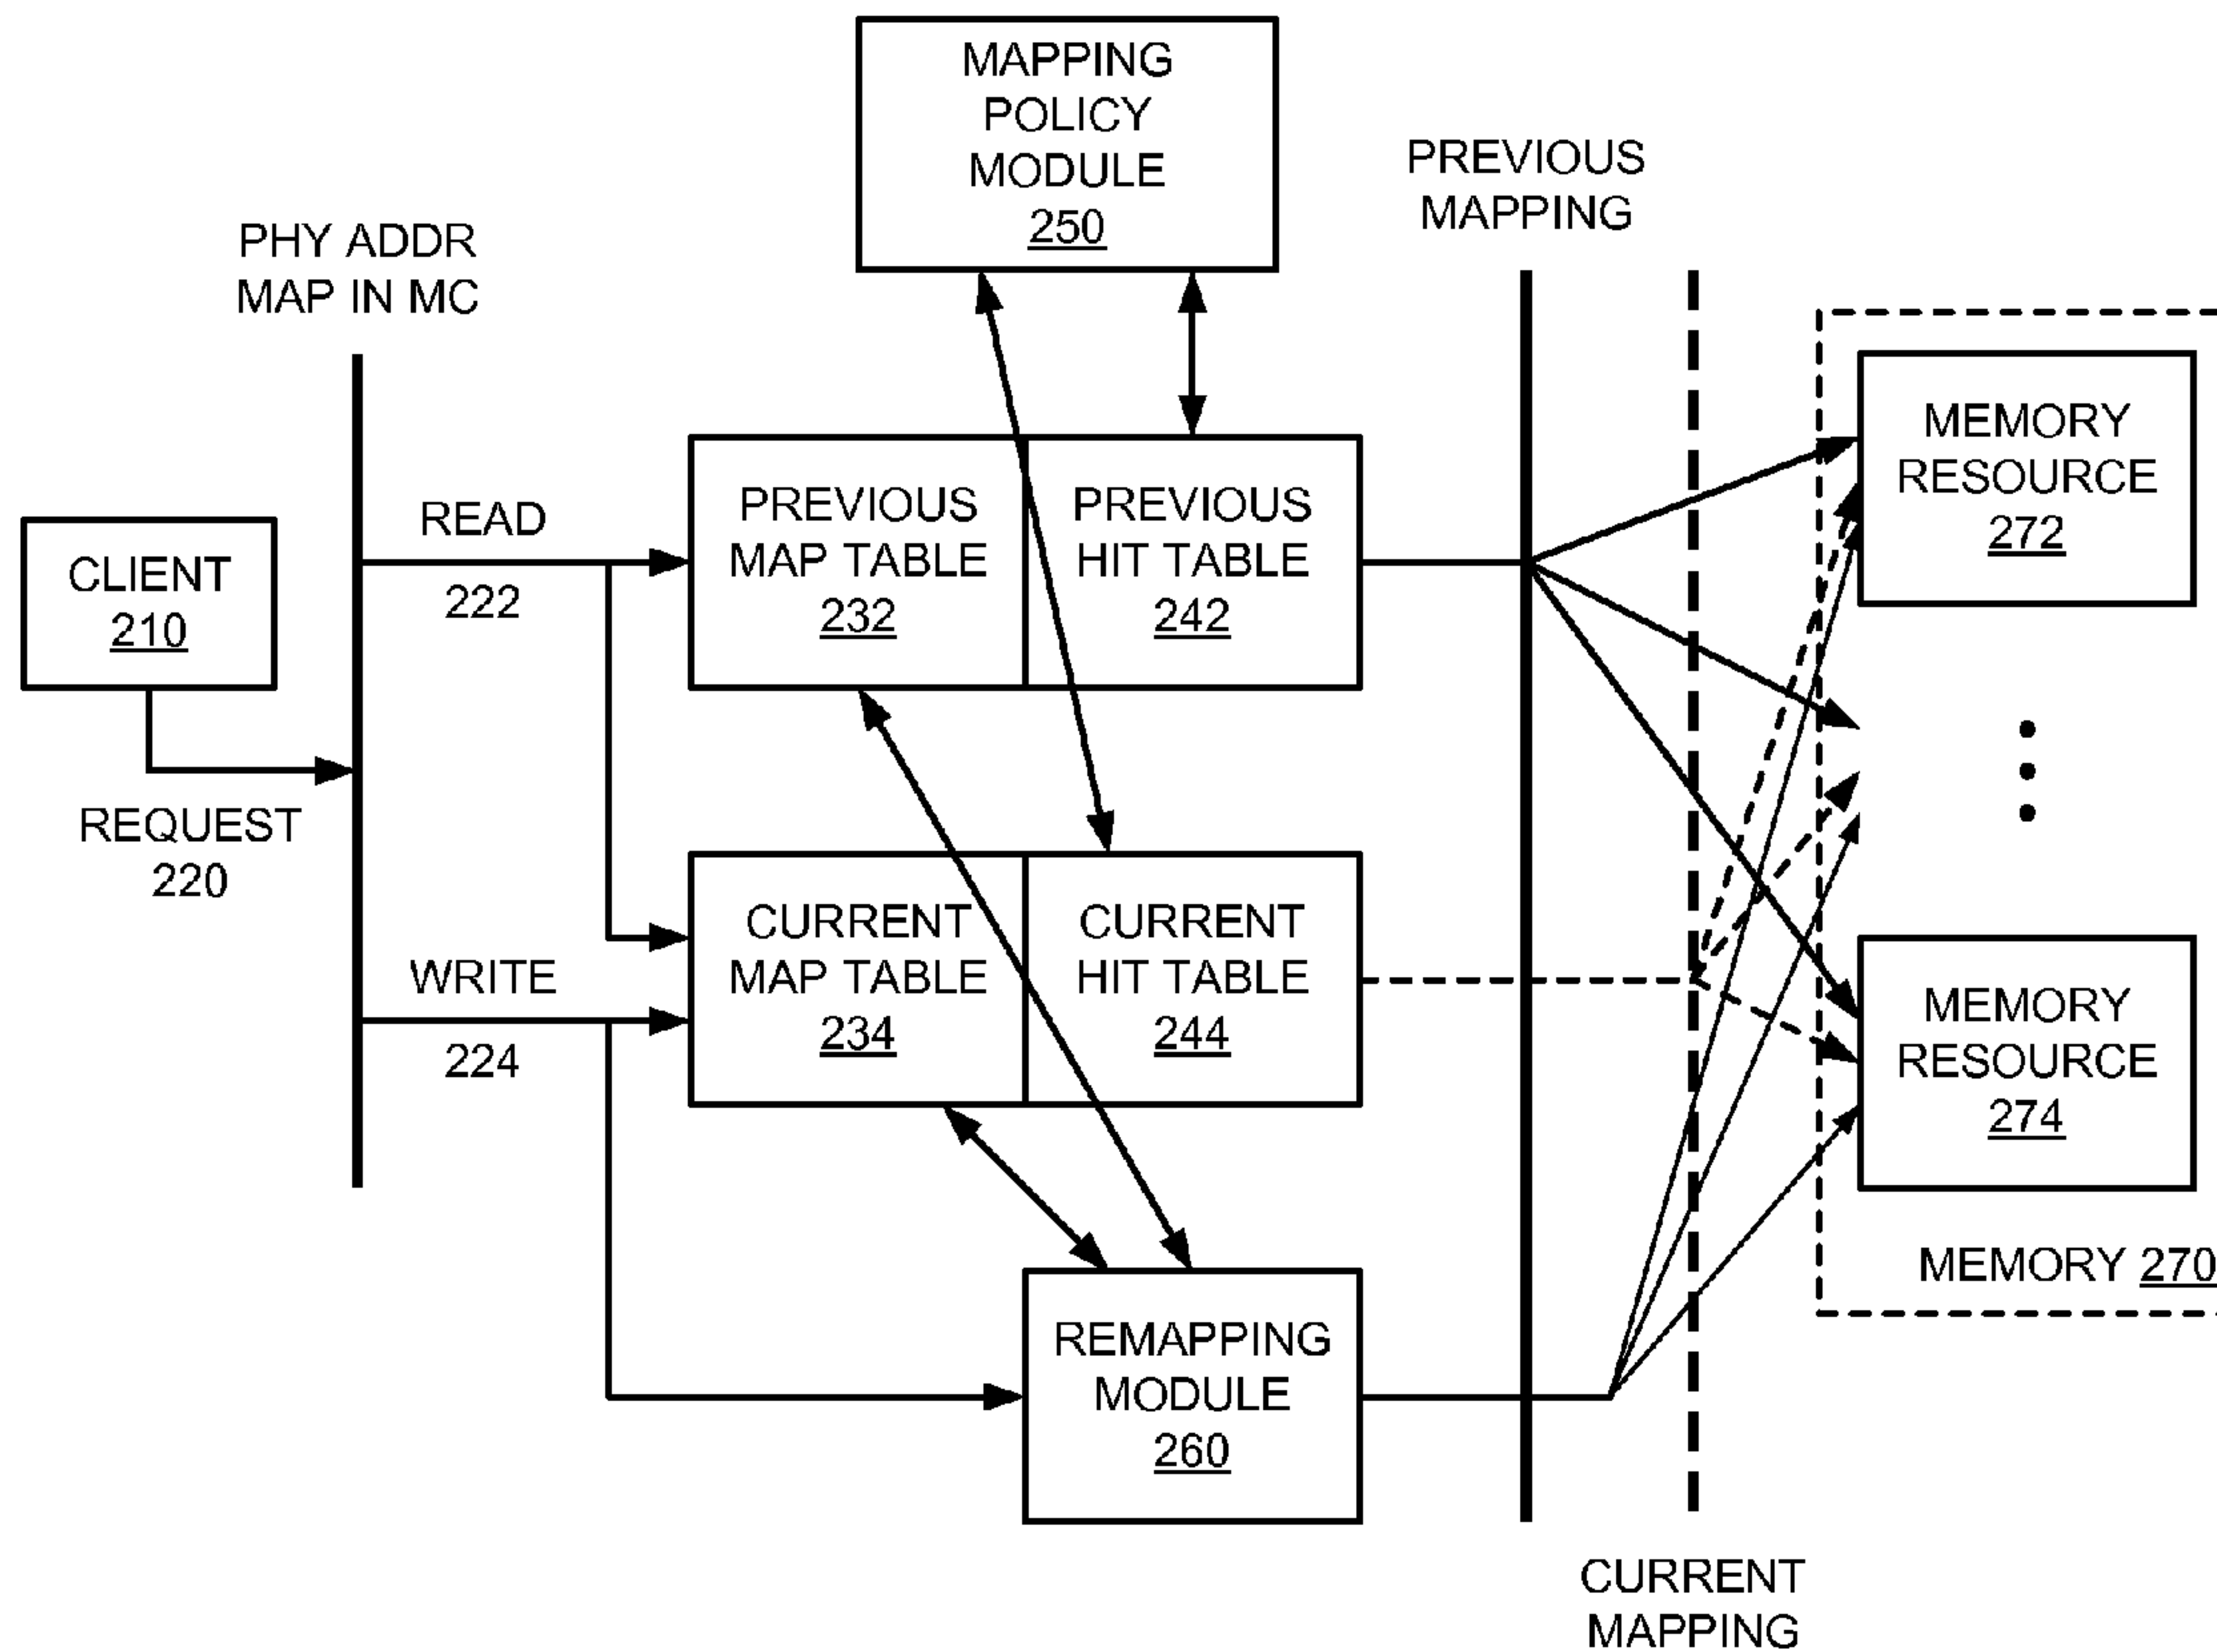 MAPPING
POLICY
MODULE
250
PREVIOUS
MAPPING
PHY ADDR
MAP IN MC
CLIENT
210
REQUEST
220
READ
222
WRITE
224
PREVIOUS
MAP TABLE
232
PREVIOUS
HIT TABLE
242
CURRENT
MAP TABLE
234
CURRENT
HIT TABLE
244
REMAPPING
MODULE
260
MEMORY
RESOURCE
272
MEMORY
RESOURCE
274
MEMORY 270
CURRENT
MAPPING